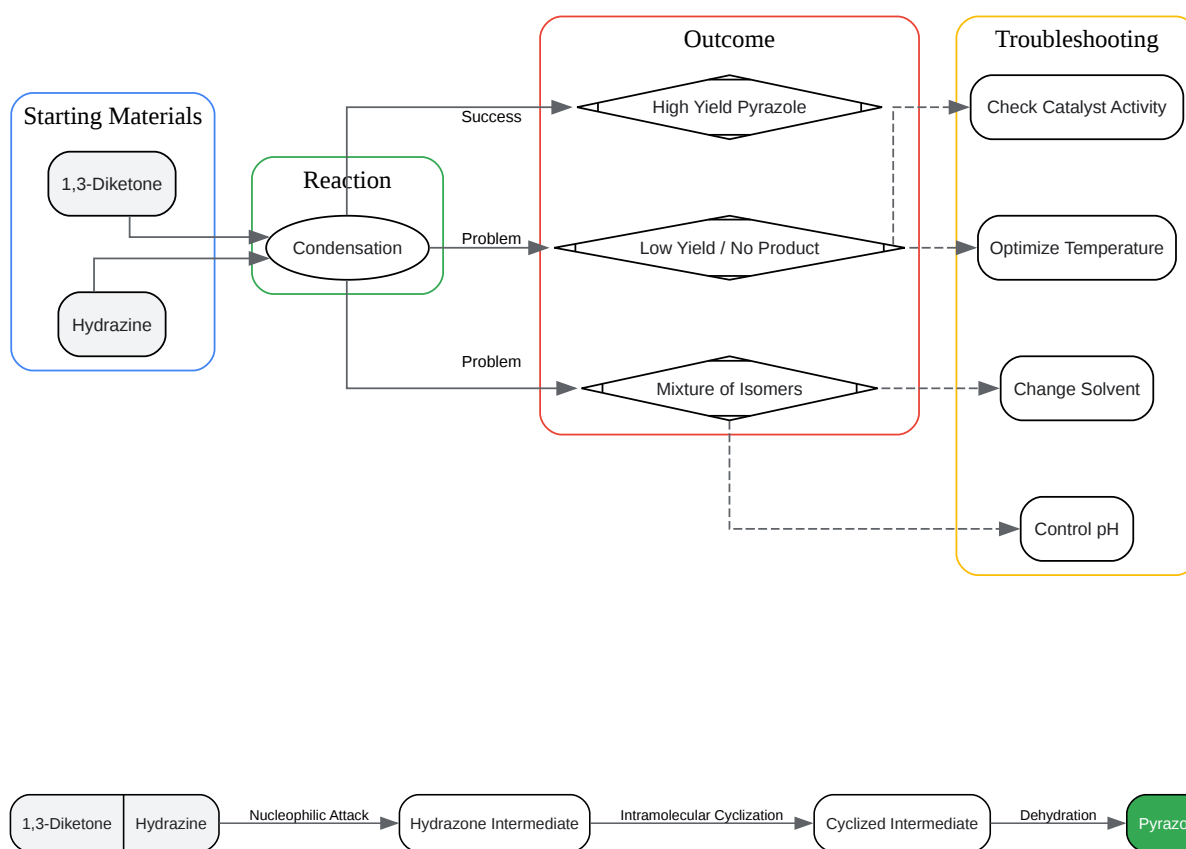 Starting Materials
1,3-Diketone
Hydrazine
Reaction
Condensation
Success
Problem
Problem
Outcome
High Yield Pyrazole
Low Yield / No Product
Mixture of Isomers
Troubleshooting
Check Catalyst Activity
Optimize Temperature
Change Solvent
Control pH
1,3-Diketone
Hydrazine
Nucleophilic Attack
Hydrazone Intermediate
Intramolecular Cyclization
Cyclized Intermediate
Dehydration